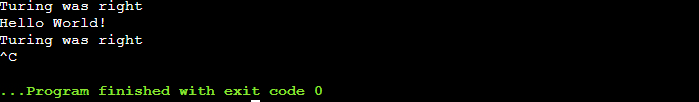 Turing was right
Hello World!
Turing was right
^C
...Program finished with exit code 0